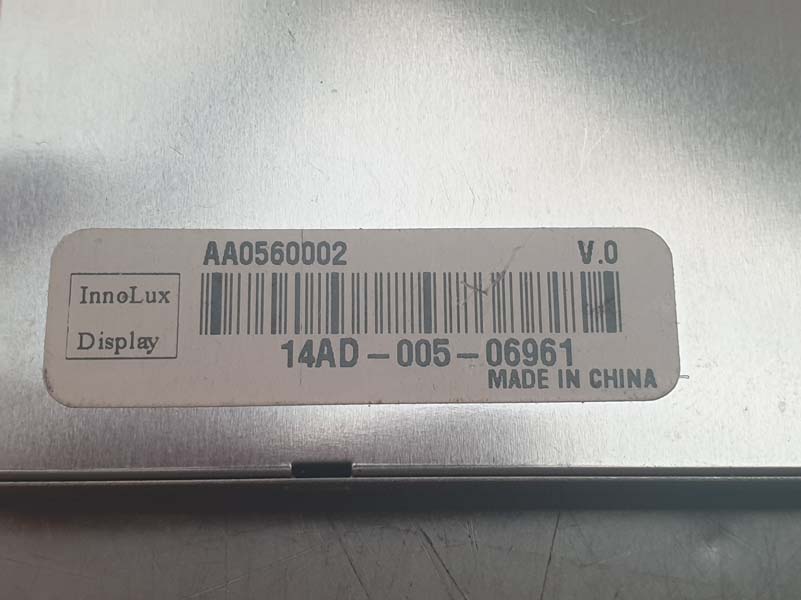 AA0560002 V.0
InnoLux
Display
14AD-005-06961
MADE IN CHINA